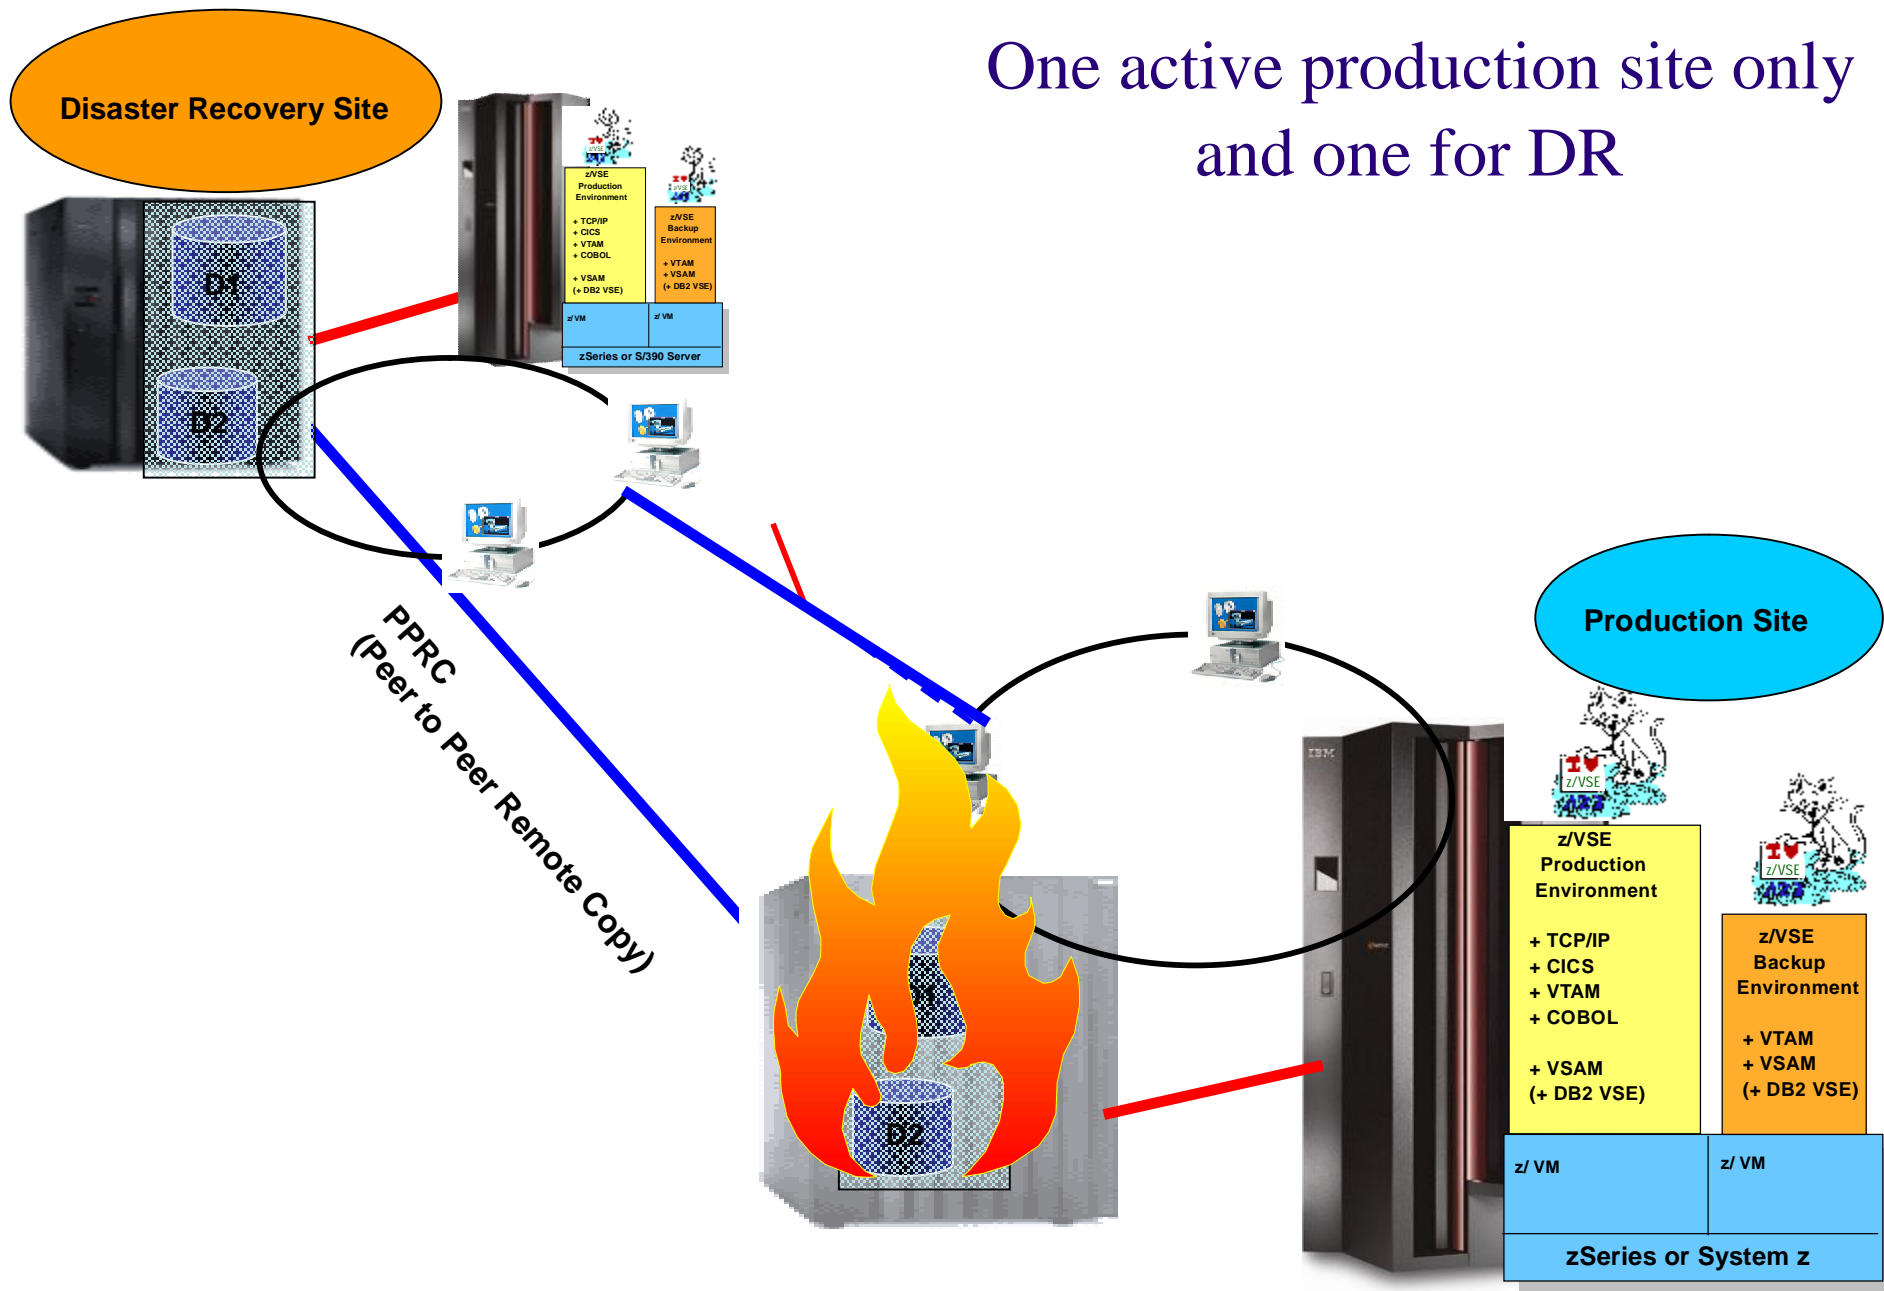 One active production site only
and one for DR
Disaster Recovery Site
D1
D2
z/VSE
z/VSE
Production
Environment
+ TCP/IP
+ CICS
+ VTAM
+ COBOL
+ VSAM
(+ DB2 VSE)
z/VSE
z/VSE
Backup
Environment
+ VTAM
+ VSAM
(+ DB2 VSE)
z/ VM
z/ VM
zSeries or S/390 Server
PPRC
(Peer to Peer Remote Copy)
D1
D2
Production Site
IBM
I
z/VSE
z/VSE
Production
Environment
+ TCP/IP
+ CICS
+ VTAM
+ COBOL
+ VSAM
(+ DB2 VSE)
I
z/VSE
z/VSE
Backup
Environment
+ VTAM
+ VSAM
(+ DB2 VSE)
z/ VM
z/ VM
zSeries or System z